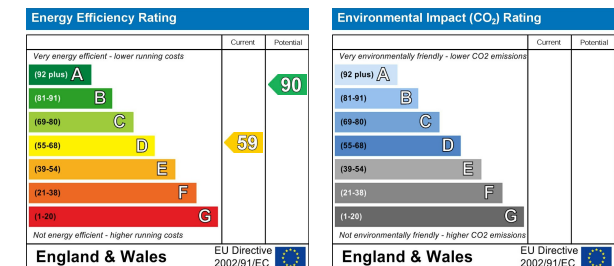 Energy Efficiency Rating
Current Potential
Very energy efficient - lower running costs
(92 plus) A
(81-91) B
(69-80) C
(55-68) D
(39-54) E
(21-38) F
(1-20) G
90
59
Not energy efficient - higher running costs
England & Wales
EU Directive
2002/91/EC
Environmental Impact (CO2) Rating
Current Potential
Very environmentally friendly - lower CO2 emissions
(92 plus) A
(81-91) B
(69-80) C
(55-68) D
(39-54) E
(21-38) F
(1-20) G
Not environmentally friendly - higher CO2 emissions
England & Wales
EU Directive
2002/91/EC